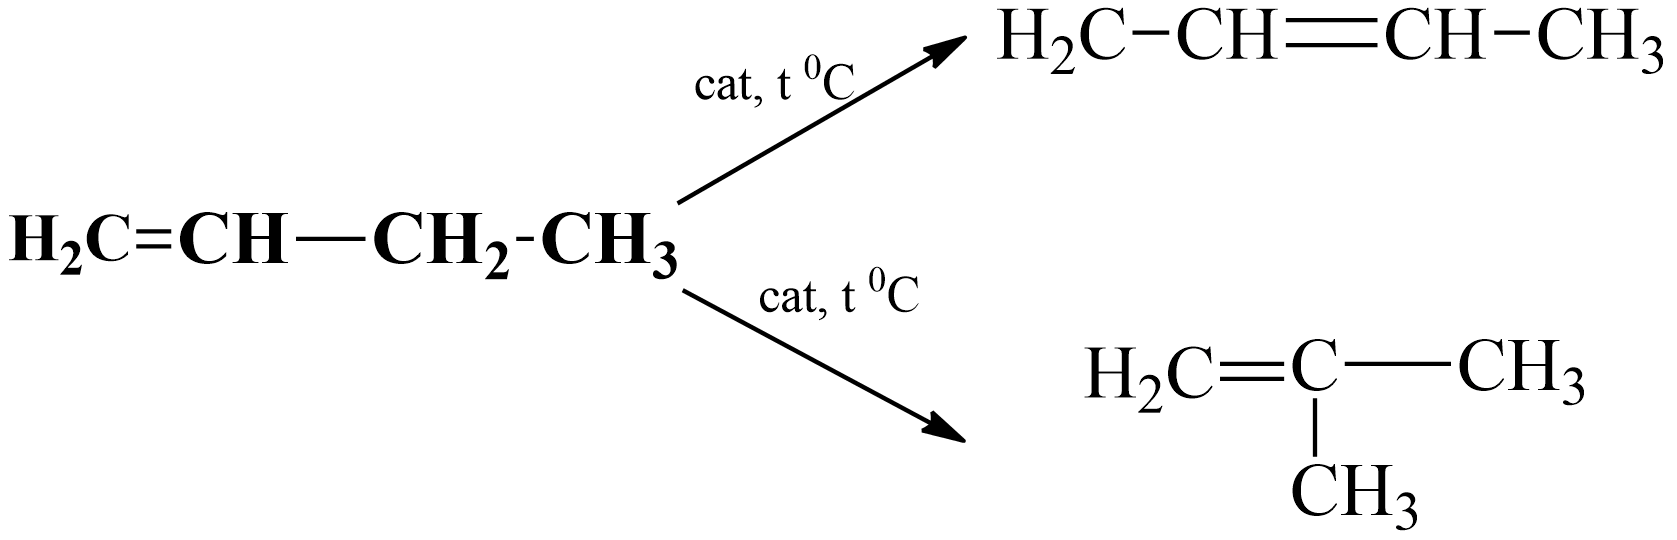 H₂C–CH=CH–CH₃
cat, t ⁰C
H₂C=CH—CH₂-CH₃
cat, t ⁰C
H₂C=C—CH₃
CH₃